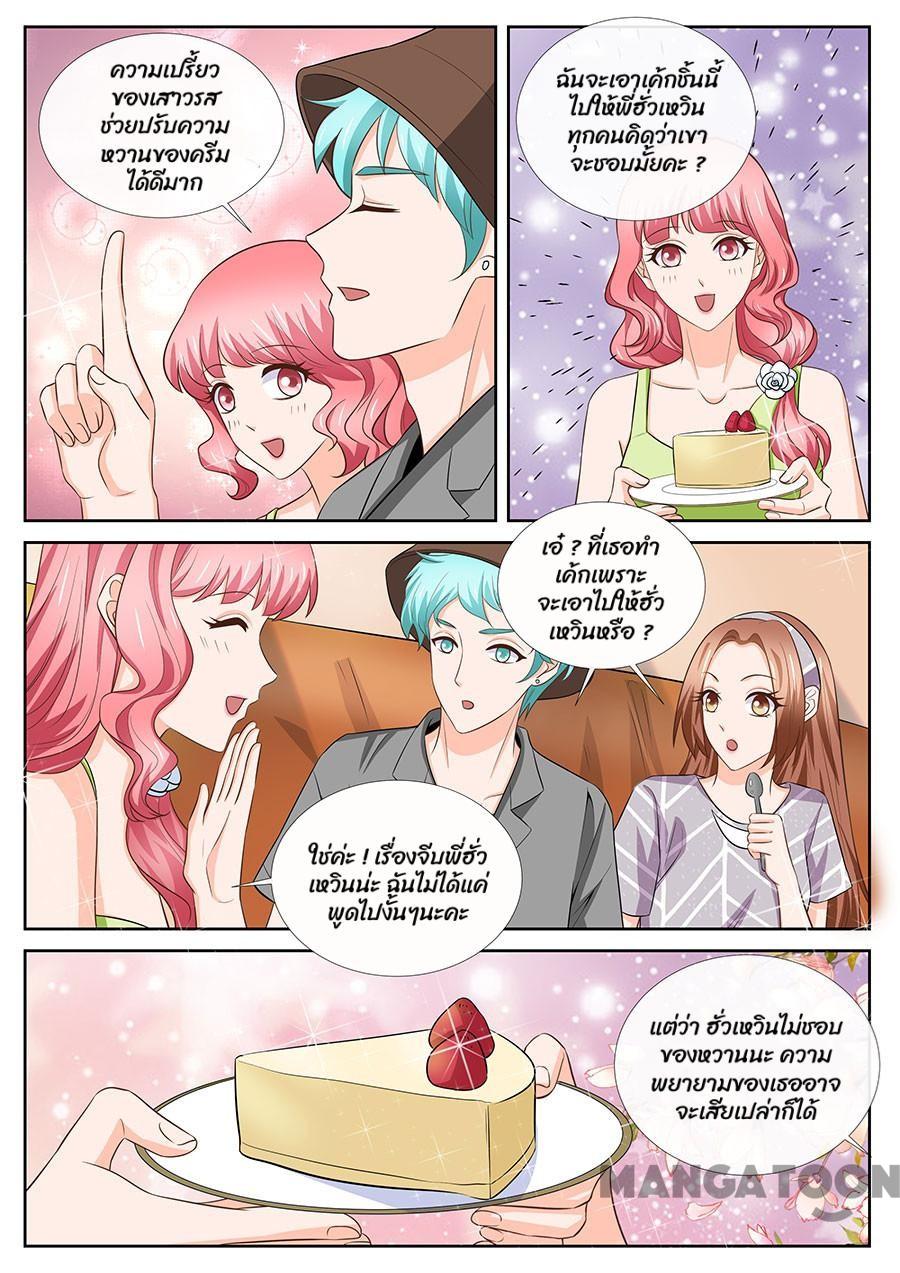 ความเปรี้ยว
ของเสาวรส
ช่วยปรับความ
หวานของครีม
ได้ดีมาก
ฉันจะเอาเค้กชิ้นนี้
ไปให้พี่ฮั่วเหวิน
ทุกคนคิดว่าเขา
จะชอบมั้ยคะ ?
เอ๋ ? ที่เธอทำ
เค้กเพราะ
จะเอาไปให้ฮั่ว
เหวินหรือ ?
ใช่ค่ะ ! เรื่องจีบพี่ฮั่ว
เหวินน่ะ ฉันไม่ได้แค่
พูดไปงั้นๆนะคะ
แต่ว่า ฮั่วเหวินไม่ชอบ
ของหวานนะ ความ
พยายามของเธออาจ
จะเสียเปล่าก็ได้
MANGATOON